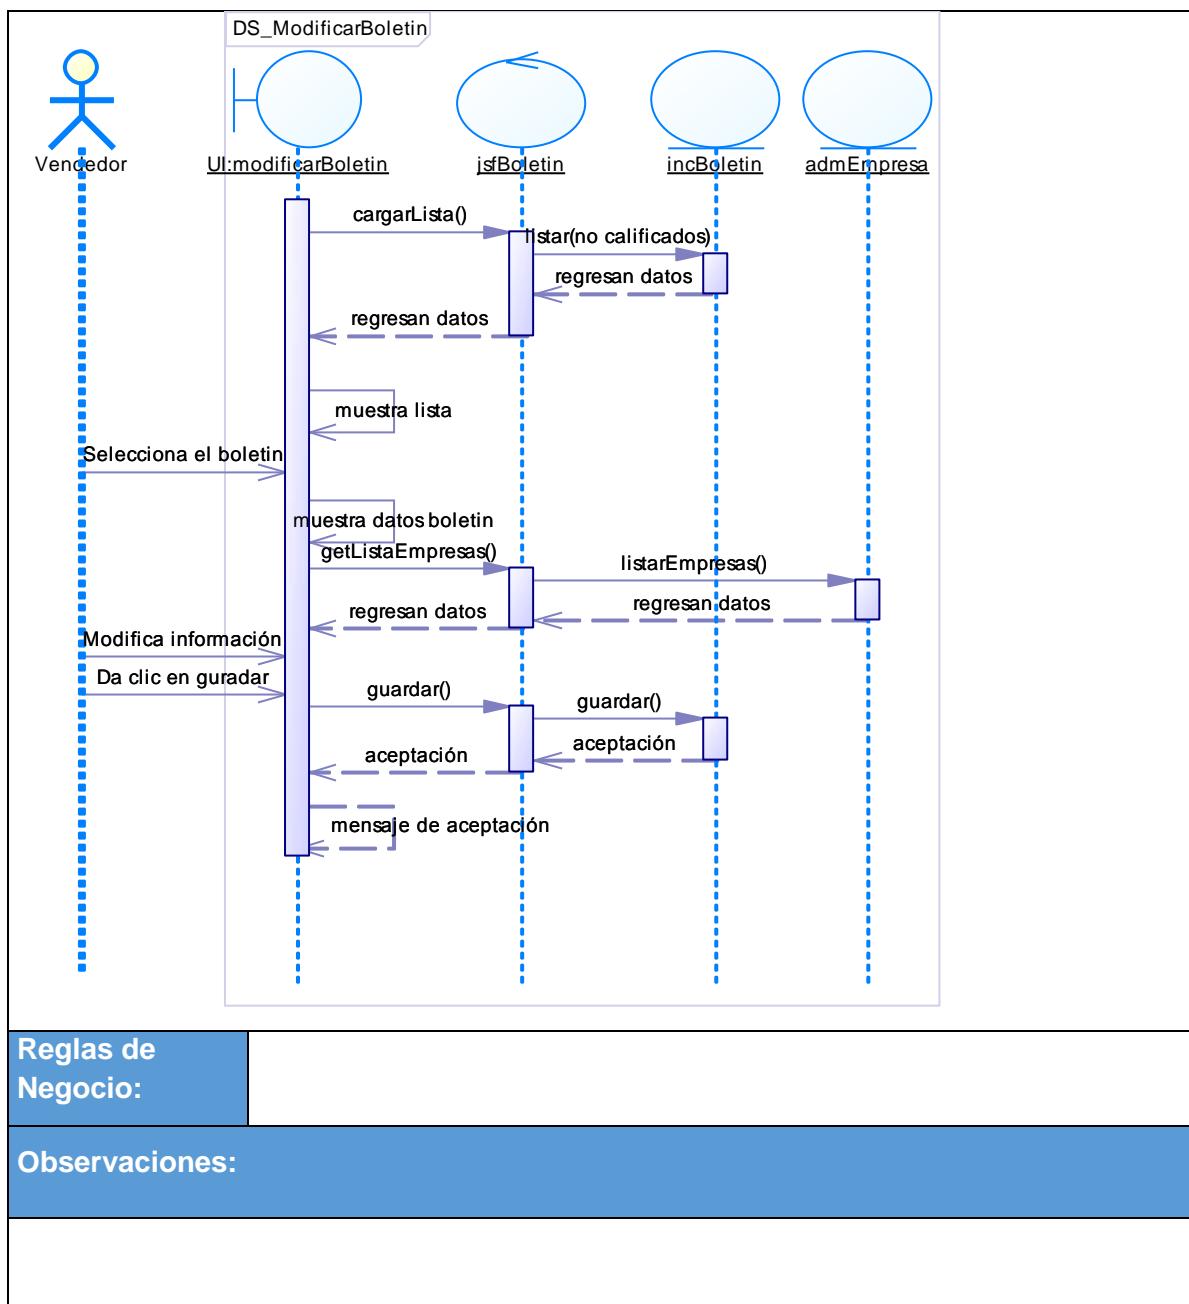 DS_ModificarBoletin
Vendedor
UI:modificarBoletin
jsfBoletin
incBoletin
admEmpresa
cargarLista()
listar(no calificados)
regresan datos
regresan datos
muestra lista
Selecciona el boletin
muestra datos boletin
getListaEmpresas()
listarEmpresas()
regresan datos
regresan datos
Modifica información
Da clic en guradar
guardar()
guardar()
aceptación
aceptación
mensaje de aceptación
Reglas de
Negocio:
Observaciones: